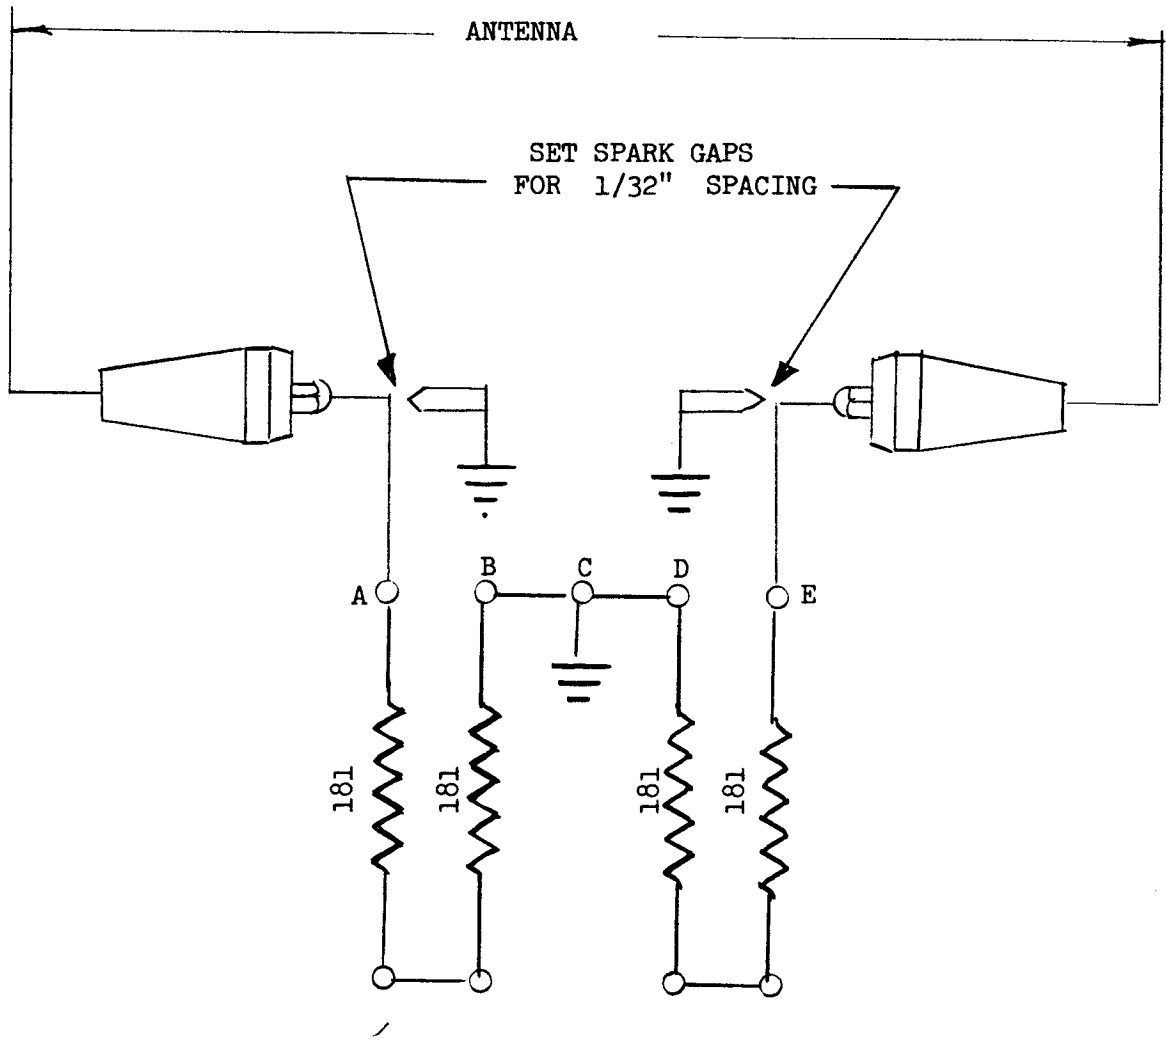 ANTENNA
SET SPARK GAPS
FOR 1/32" SPACING
A
B
C
D
E
181
181
181
181